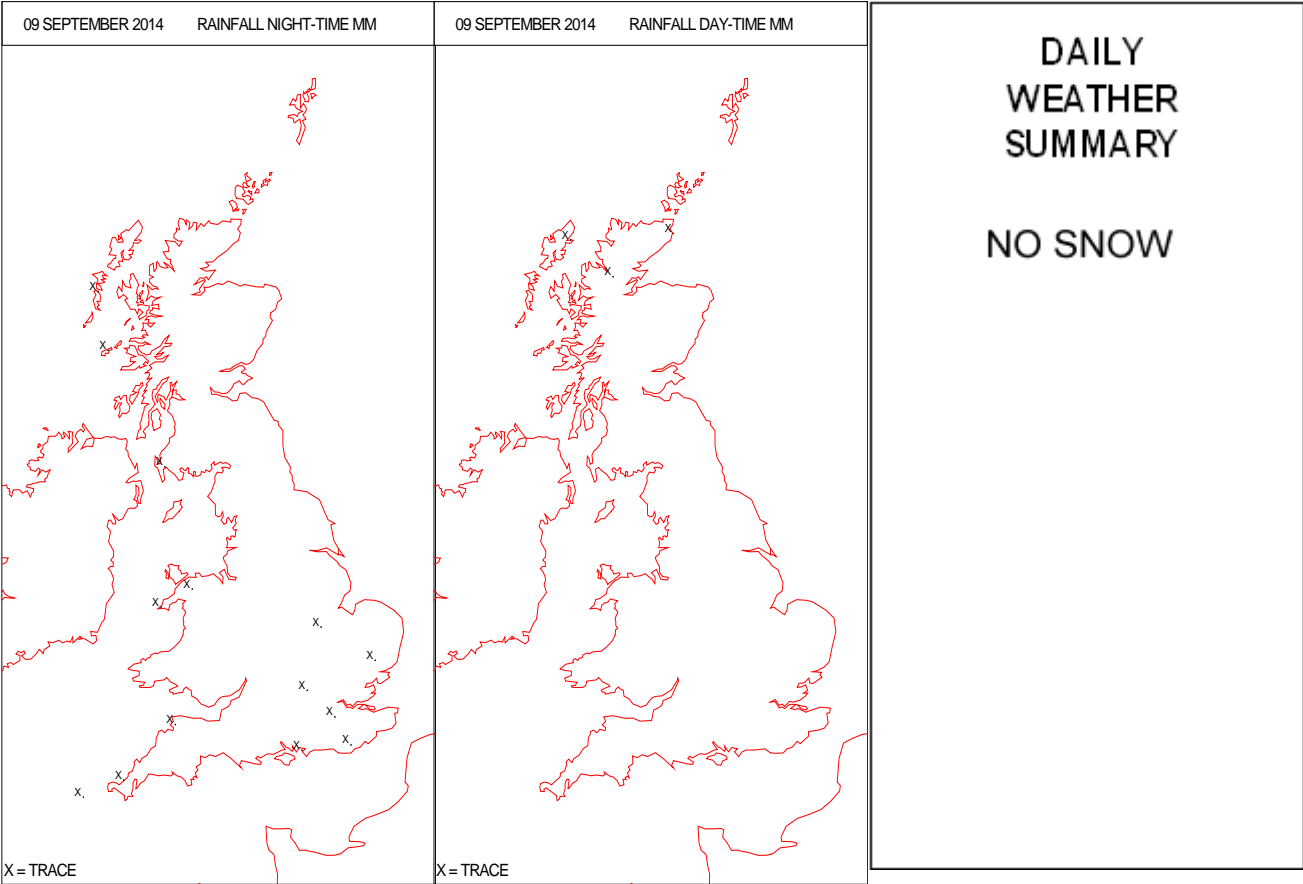 09 SEPTEMBER 2014 RAINFALL NIGHT-TIME MM
X.
X.
X.
X.
X.
X.
X.
X.
X.
X.
X.
X.
X.
X.
X = TRACE
09 SEPTEMBER 2014 RAINFALL DAY-TIME MM
X.
X.
X.
X = TRACE
DAILY
WEATHER
SUMMARY
NO SNOW